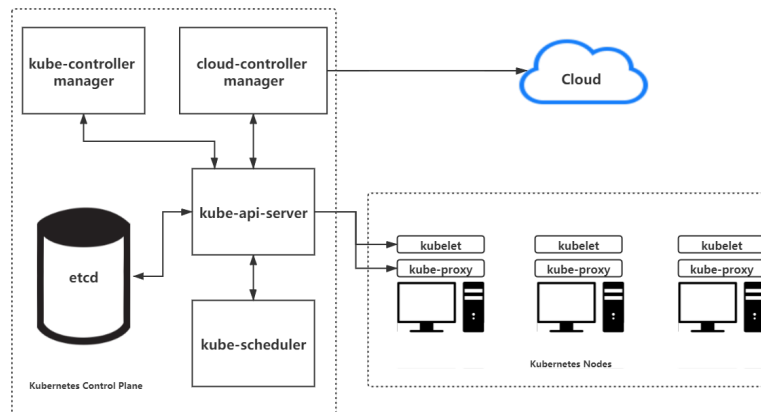 kube-controller
manager
cloud-controller
manager
Cloud
kube-api-server
etcd
kube-scheduler
Kubernetes Control Plane
kubelet
kubelet
kubelet
kube-proxy
kube-proxy
kube-proxy
Kubernetes Nodes